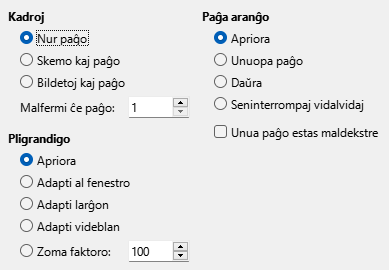 Kadroj
Nur paĝo
Skemo kaj paĝo
Bildetoj kaj paĝo
Malfermi ĉe paĝo: 1
Pligrandigo
Apriora
Adapti al fenestro
Adapti larĝon
Adapti videblan
Zoma faktoro: 100
Paĝa aranĝo
Apriora
Unuopa paĝo
Daŭra
Seninterrompaj vidalvidaj
Unua paĝo estas maldekstre